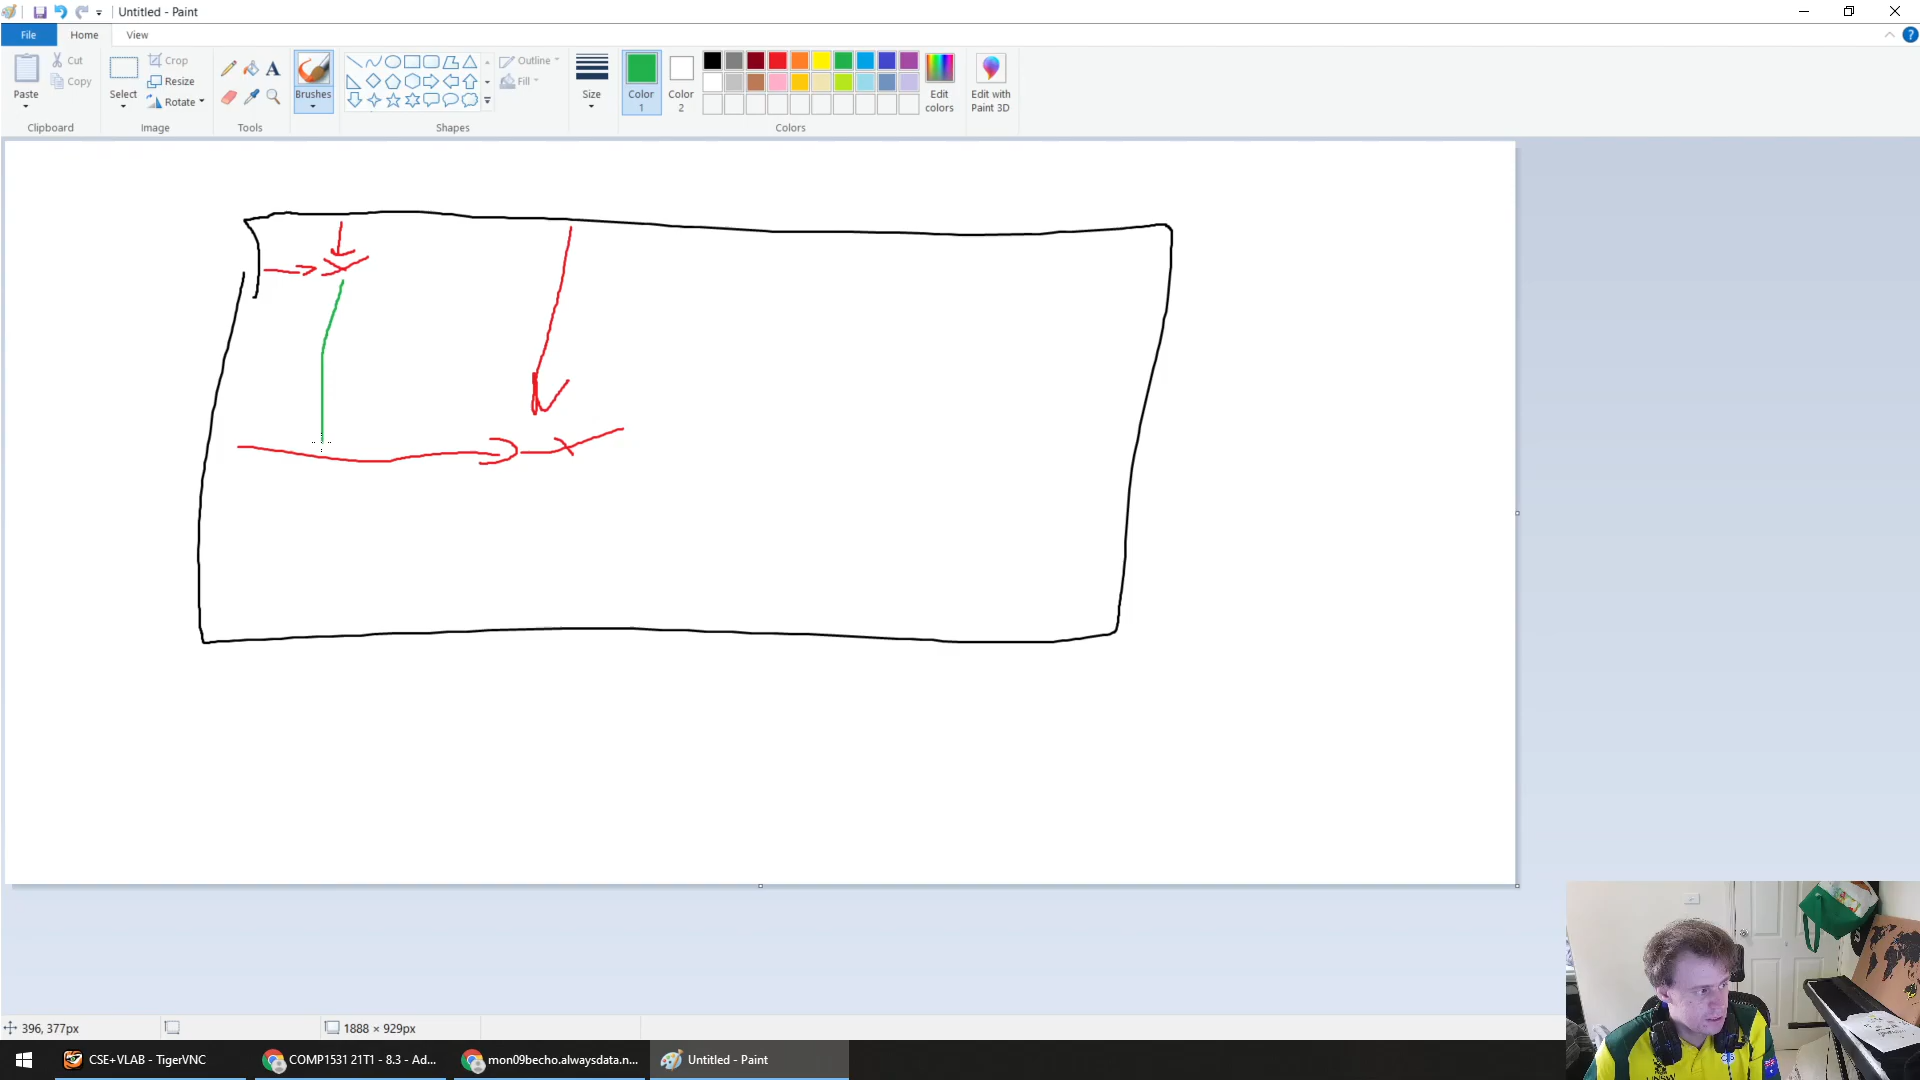 Untitled - Paint
File Home View
Paste
Cut
Copy
Clipboard
Select
Crop
Resize
Rotate
Image
Tools
Brushes
Shapes
Outline
Fill
Size
Color 1
Color 2
Colors
Edit colors
Edit with Paint 3D
396, 377px
1888 × 929px
CSE+VLAB - TigerVNC
COMP1531 21T1 - 8.3 - Ad...
mon09becho.alwaysdata.n...
Untitled - Paint